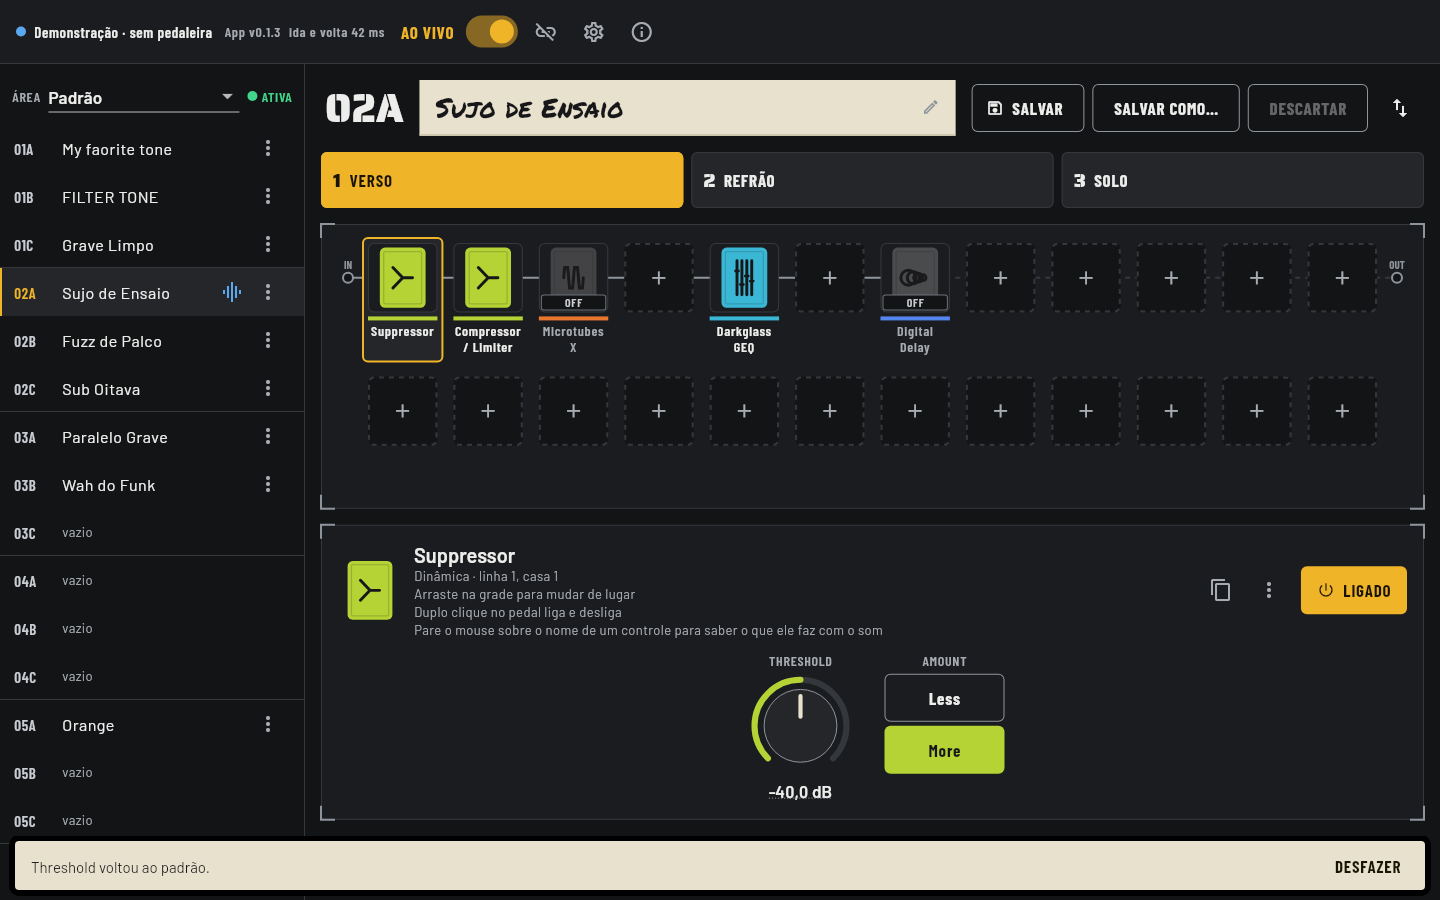 Demonstração · sem pedaleira App v0.1.3 Ida e volta 42 ms AO VIVO
ÁREA Padrão ATIVA
01A My faorite tone
01B FILTER TONE
01C Grave Limpo
02A Sujo de Ensaio
02B Fuzz de Palco
02C Sub Oitava
03A Paralelo Grave
03B Wah do Funk
03C vazio
04A vazio
04B vazio
04C vazio
05A Orange
05B vazio
05C vazio
02A Sujo de Ensaio SALVAR SALVAR COMO... DESCARTAR
1 VERSO 2 REFRÃO 3 SOLO
IN OUT
OFF OFF
Suppressor Compressor / Limiter Microtubes X Darkglass GEQ Digital Delay
Suppressor
Dinâmica · linha 1, casa 1
Arraste na grade para mudar de lugar
Duplo clique no pedal liga e desliga
Pare o mouse sobre o nome de um controle para saber o que ele faz com o som
LIGADO
THRESHOLD AMOUNT
Less
More
-40,0 dB
Threshold voltou ao padrão. DESFAZER